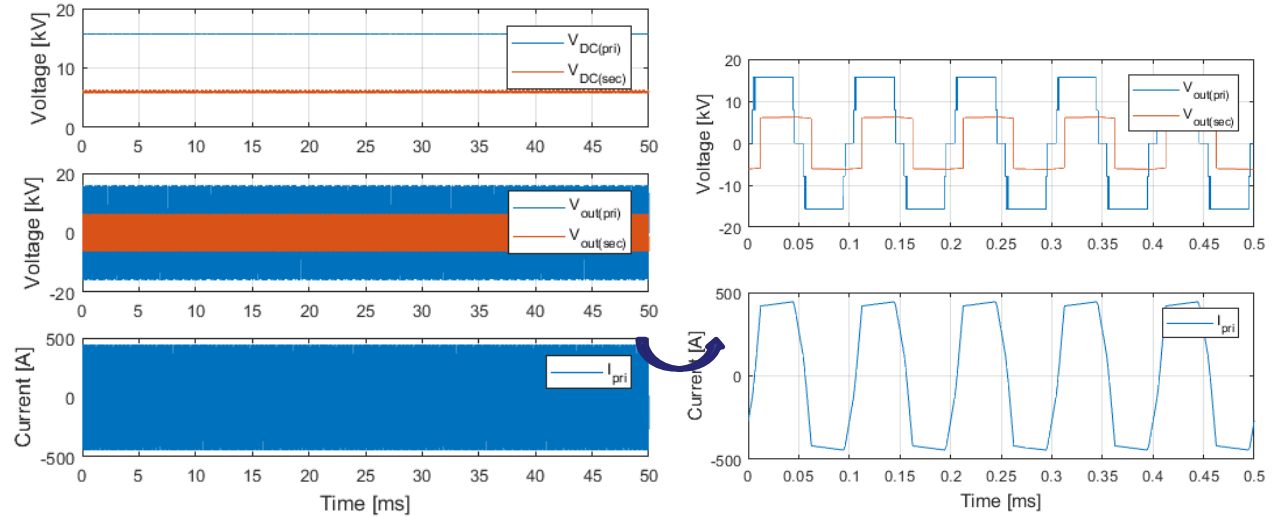 Voltage [kV]
20
10
0
V_DC(pri)
V_DC(sec)
0 5 10 15 20 25 30 35 40 45 50
Voltage [kV]
20
0
-20
V_out(pri)
V_out(sec)
0 5 10 15 20 25 30 35 40 45 50
Current [A]
500
0
-500
I_pri
0 5 10 15 20 25 30 35 40 45 50
Time [ms]
Voltage [kV]
20
10
0
-10
-20
V_out(pri)
V_out(sec)
0 0.05 0.1 0.15 0.2 0.25 0.3 0.35 0.4 0.45 0.5
Current [A]
500
0
-500
I_pri
0 0.05 0.1 0.15 0.2 0.25 0.3 0.35 0.4 0.45 0.5
Time [ms]